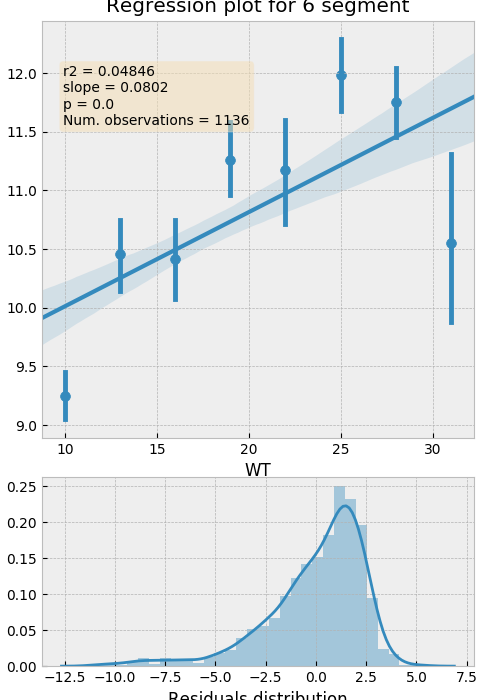 Regression plot for 6 segment
r2 = 0.04846
slope = 0.0802
p = 0.0
Num. observations = 1136
12.0
11.5
11.0
10.5
10.0
9.5
9.0
10 15 20 25 30
WT
0.25
0.20
0.15
0.10
0.05
0.00
−12.5 −10.0 −7.5 −5.0 −2.5 0.0 2.5 5.0 7.5
Residuals distribution